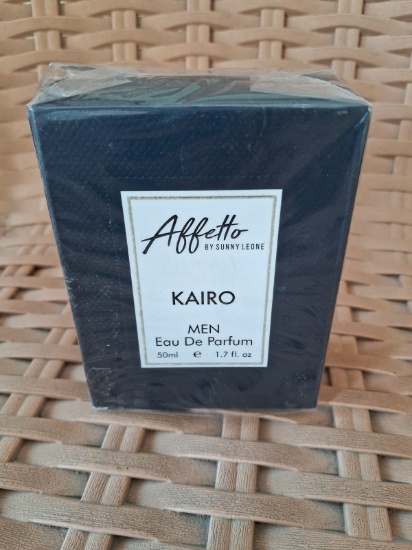 Affetto
BY SUNNY LEONE
KAIRO
MEN
Eau De Parfum
50ml e 1.7 fl. oz